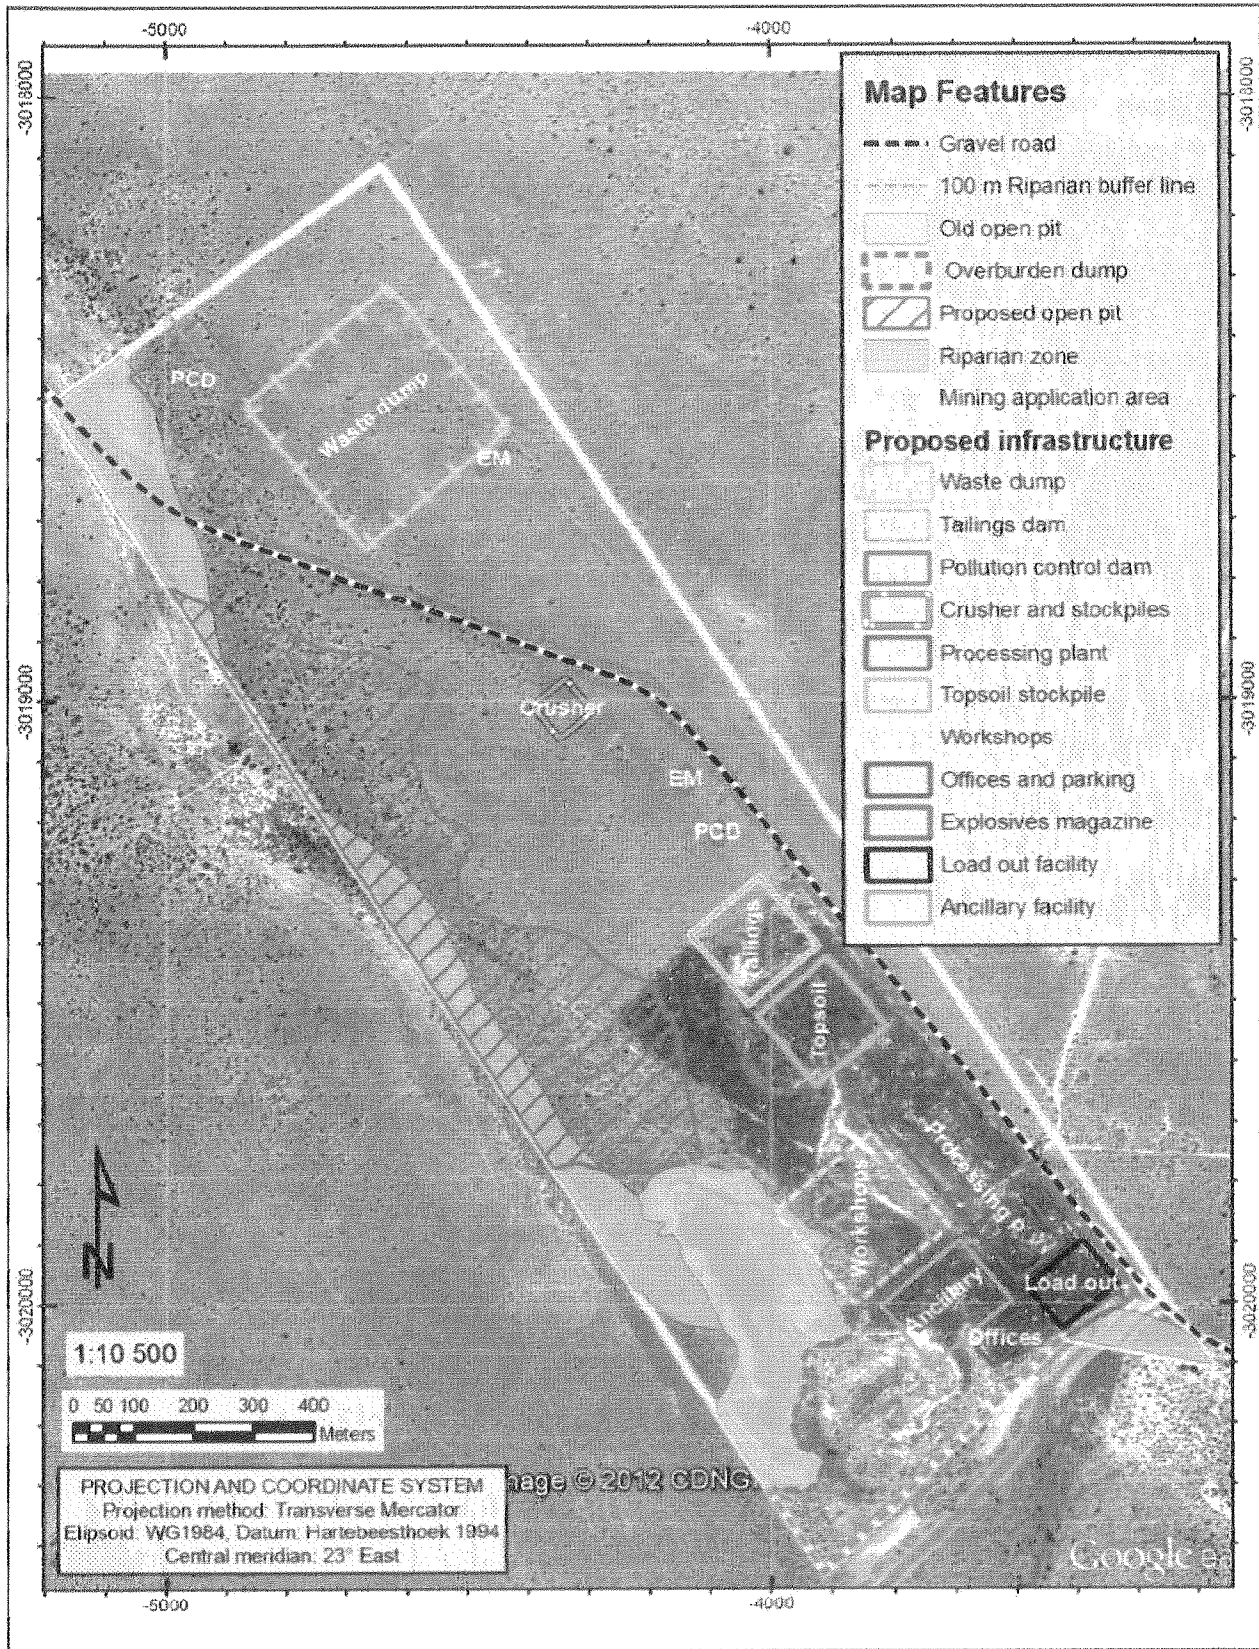 -5000
-4000
-3018000
-3018000
Map Features
Gravel road
100 m Riparian buffer line
Old open pit
Overburden dump
Proposed open pit
Riparian zone
Mining application area
Proposed infrastructure
Waste dump
Tailings dam
Pollution control dam
Crusher and stockpiles
Processing plant
Topsoil stockpile
Workshops
Offices and parking
Explosives magazine
Load out facility
Ancillary facility
PCD
Waste dump
EM
-3019000
-3019000
Crusher
EM
PCD
Tailings
Topsoil
Processing
Workshops
Load out
Ancillary
Offices
N
-3020000
-3020000
1:10 500
0 50 100 200 300 400
Meters
PROJECTION AND COORDINATE SYSTEM
Projection method: Transverse Mercator
Elipsoid: WG1984, Datum: Hartebeesthoek 1994
Central meridian: 23° East
mage © 2012 CDNG
Google ea
-5000
-4000